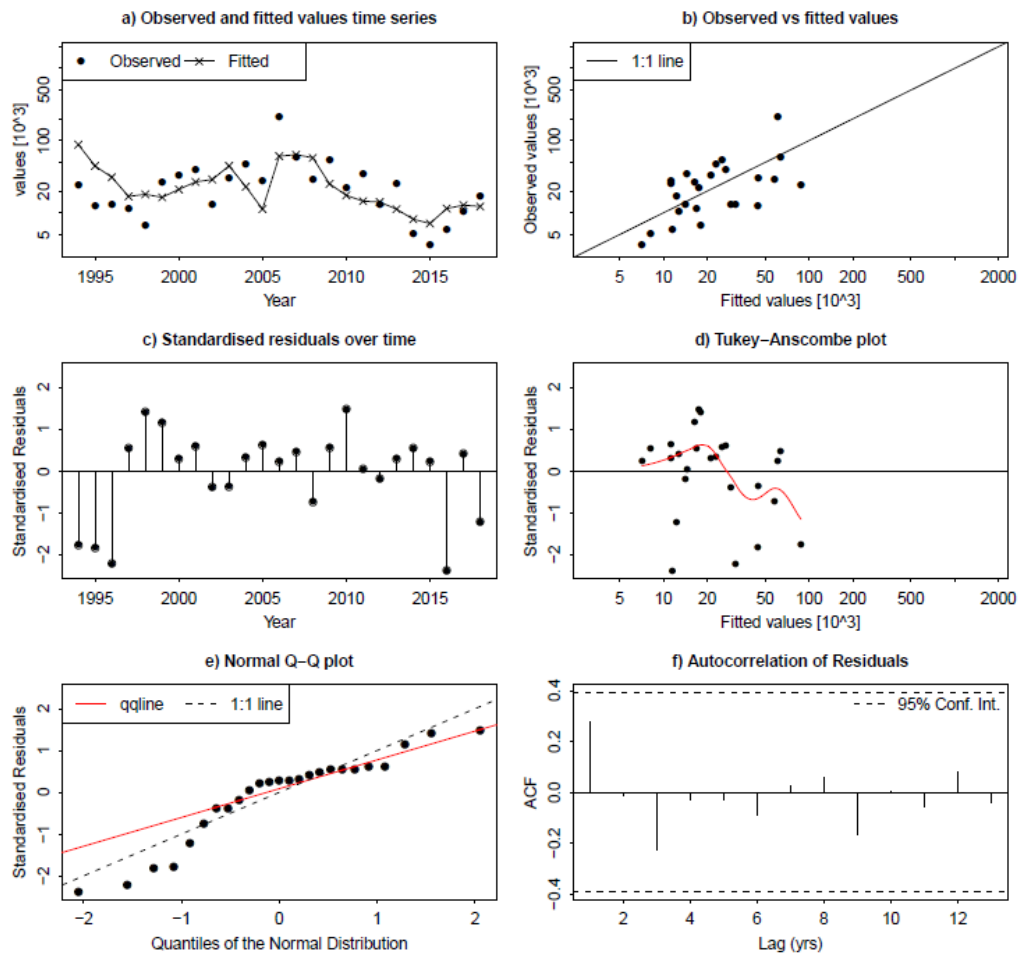 a) Observed and fitted values time series
Observed
Fitted
values [10^3]
500
100
20
5
1995 2000 2005 2010 2015
Year
b) Observed vs fitted values
1:1 line
Observed values [10^3]
500
100
20
5
5 10 20 50 100 200 500 2000
Fitted values [10^3]
c) Standardised residuals over time
Standardised Residuals
2
1
0
−1
−2
1995 2000 2005 2010 2015
Year
d) Tukey−Anscombe plot
Standardised Residuals
2
1
0
−1
−2
5 10 20 50 100 200 500 2000
Fitted values [10^3]
e) Normal Q−Q plot
qqline
1:1 line
Standardised Residuals
2
1
0
−1
−2
−2 −1 0 1 2
Quantiles of the Normal Distribution
f) Autocorrelation of Residuals
95% Conf. Int.
ACF
0.4
0.2
0.0
−0.2
−0.4
2 4 6 8 10 12
Lag (yrs)